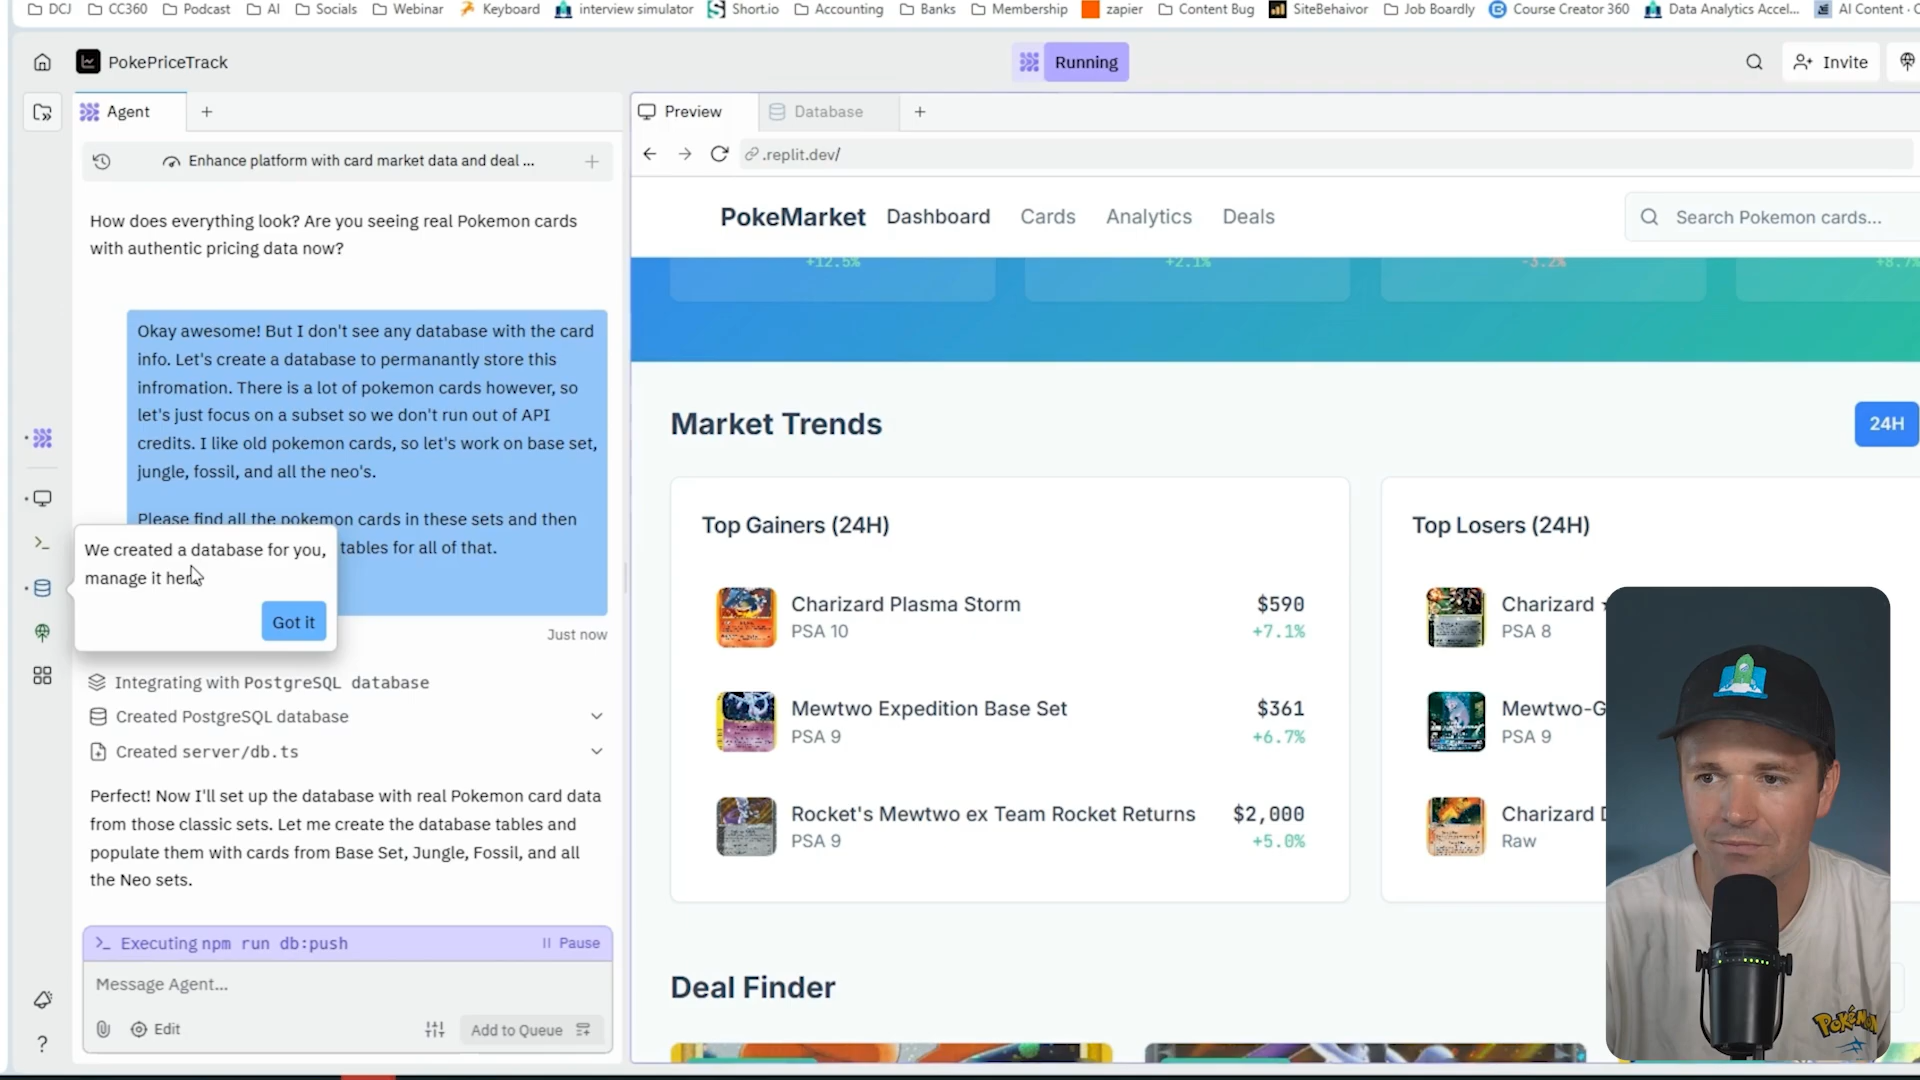 DCJ
CC360
Podcast
AI
Socials
Webinar
Keyboard
interview simulator
Short.io
Accounting
Banks
Membership
zapier
Content Bug
SiteBehaivor
Job Boardly
Course Creator 360
Data Analytics Accel...
AI Content
PokePriceTrack
Running
Invite
Agent
Preview
Database
Enhance platform with card market data and deal ...
.replit.dev/
How does everything look? Are you seeing real Pokemon cards
with authentic pricing data now?
PokeMarket
Dashboard
Cards
Analytics
Deals
Search Pokemon cards...
+12.5%
+2.1%
-3.2%
+8.7%
Okay awesome! But I don't see any database with the card
info. Let's create a database to permanantly store this
infromation. There is a lot of pokemon cards however, so
let's just focus on a subset so we don't run out of API
credits. I like old pokemon cards, so let's work on base set,
jungle, fossil, and all the neo's.
Please find all the pokemon cards in these sets and then
tables for all of that.
We created a database for you,
manage it here
Got it
Just now
Integrating with PostgreSQL database
Created PostgreSQL database
Created server/db.ts
Perfect! Now I'll set up the database with real Pokemon card data
from those classic sets. Let me create the database tables and
populate them with cards from Base Set, Jungle, Fossil, and all
the Neo sets.
Executing npm run db:push
Pause
Message Agent...
Edit
Add to Queue
Market Trends
24H
Top Gainers (24H)
Charizard Plasma Storm
$590
PSA 10
+7.1%
Mewtwo Expedition Base Set
$361
PSA 9
+6.7%
Rocket's Mewtwo ex Team Rocket Returns
$2,000
PSA 9
+5.0%
Top Losers (24H)
Charizard
PSA 8
Mewtwo-G
PSA 9
Charizard
Raw
Deal Finder
POKéMON